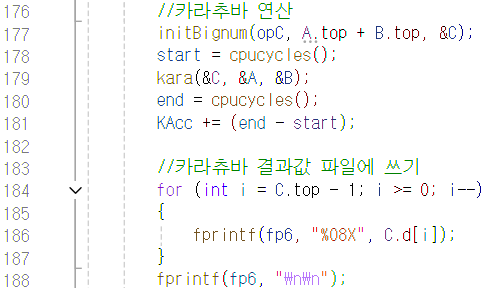 176 //카라추바 연산
177 initBignum(opC, A.top + B.top, &C);
178 start = cpucycles();
179 kara(&C, &A, &B);
180 end = cpucycles();
181 KAcc += (end - start);
182
183 //카라츄바 결과값 파일에 쓰기
184 for (int i = C.top - 1; i >= 0; i--)
185 {
186 fprintf(fp6, "%08X", C.d[i]);
187 }
188 fprintf(fp6, "₩n₩n");